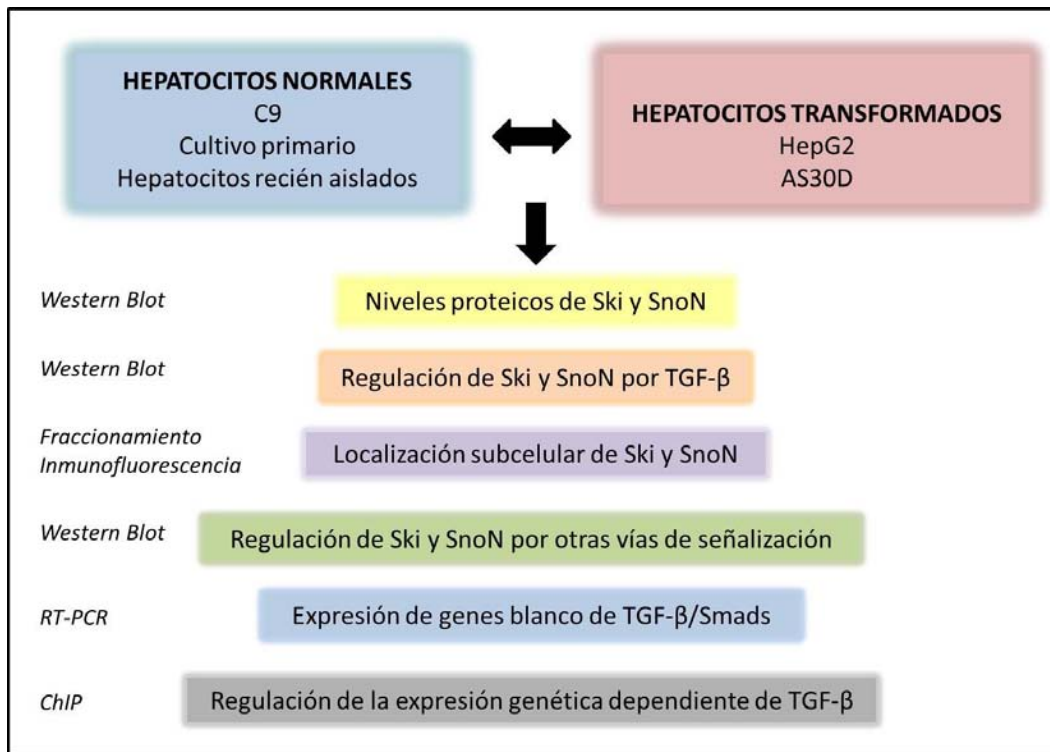 HEPATOCITOS NORMALES
C9
Cultivo primario
Hepatocitos recién aislados
HEPATOCITOS TRANSFORMADOS
HepG2
AS30D
Western Blot
Niveles proteicos de Ski y SnoN
Western Blot
Regulación de Ski y SnoN por TGF-β
Fraccionamiento
Inmunofluorescencia
Localización subcelular de Ski y SnoN
Western Blot
Regulación de Ski y SnoN por otras vías de señalización
RT-PCR
Expresión de genes blanco de TGF-β/Smads
ChIP
Regulación de la expresión genética dependiente de TGF-β